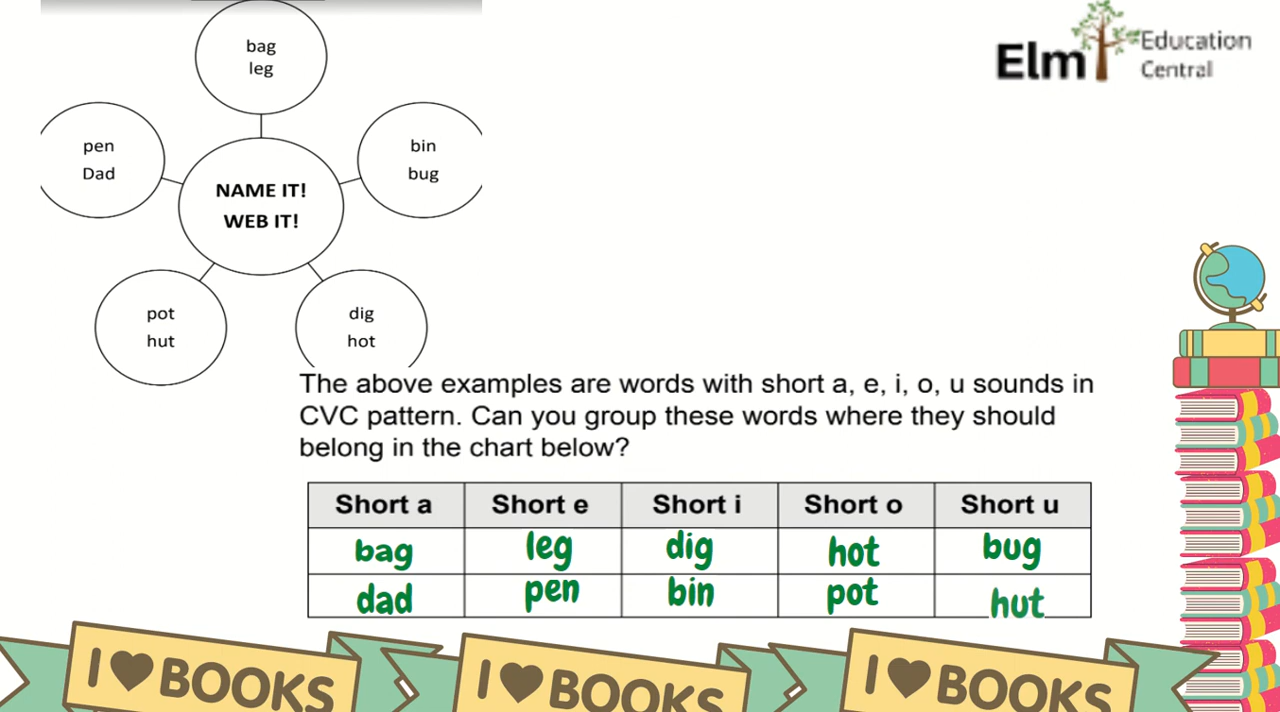 bag
leg
Elm Education
Central
pen
Dad
bin
bug
NAME IT!
WEB IT!
pot
hut
dig
hot
The above examples are words with short a, e, i, o, u sounds in
CVC pattern. Can you group these words where they should
belong in the chart below?
Short a Short e Short i Short o Short u
bag leg dig hot bug
dad pen bin pot hut
I BOOKS I BOOKS I BOOKS